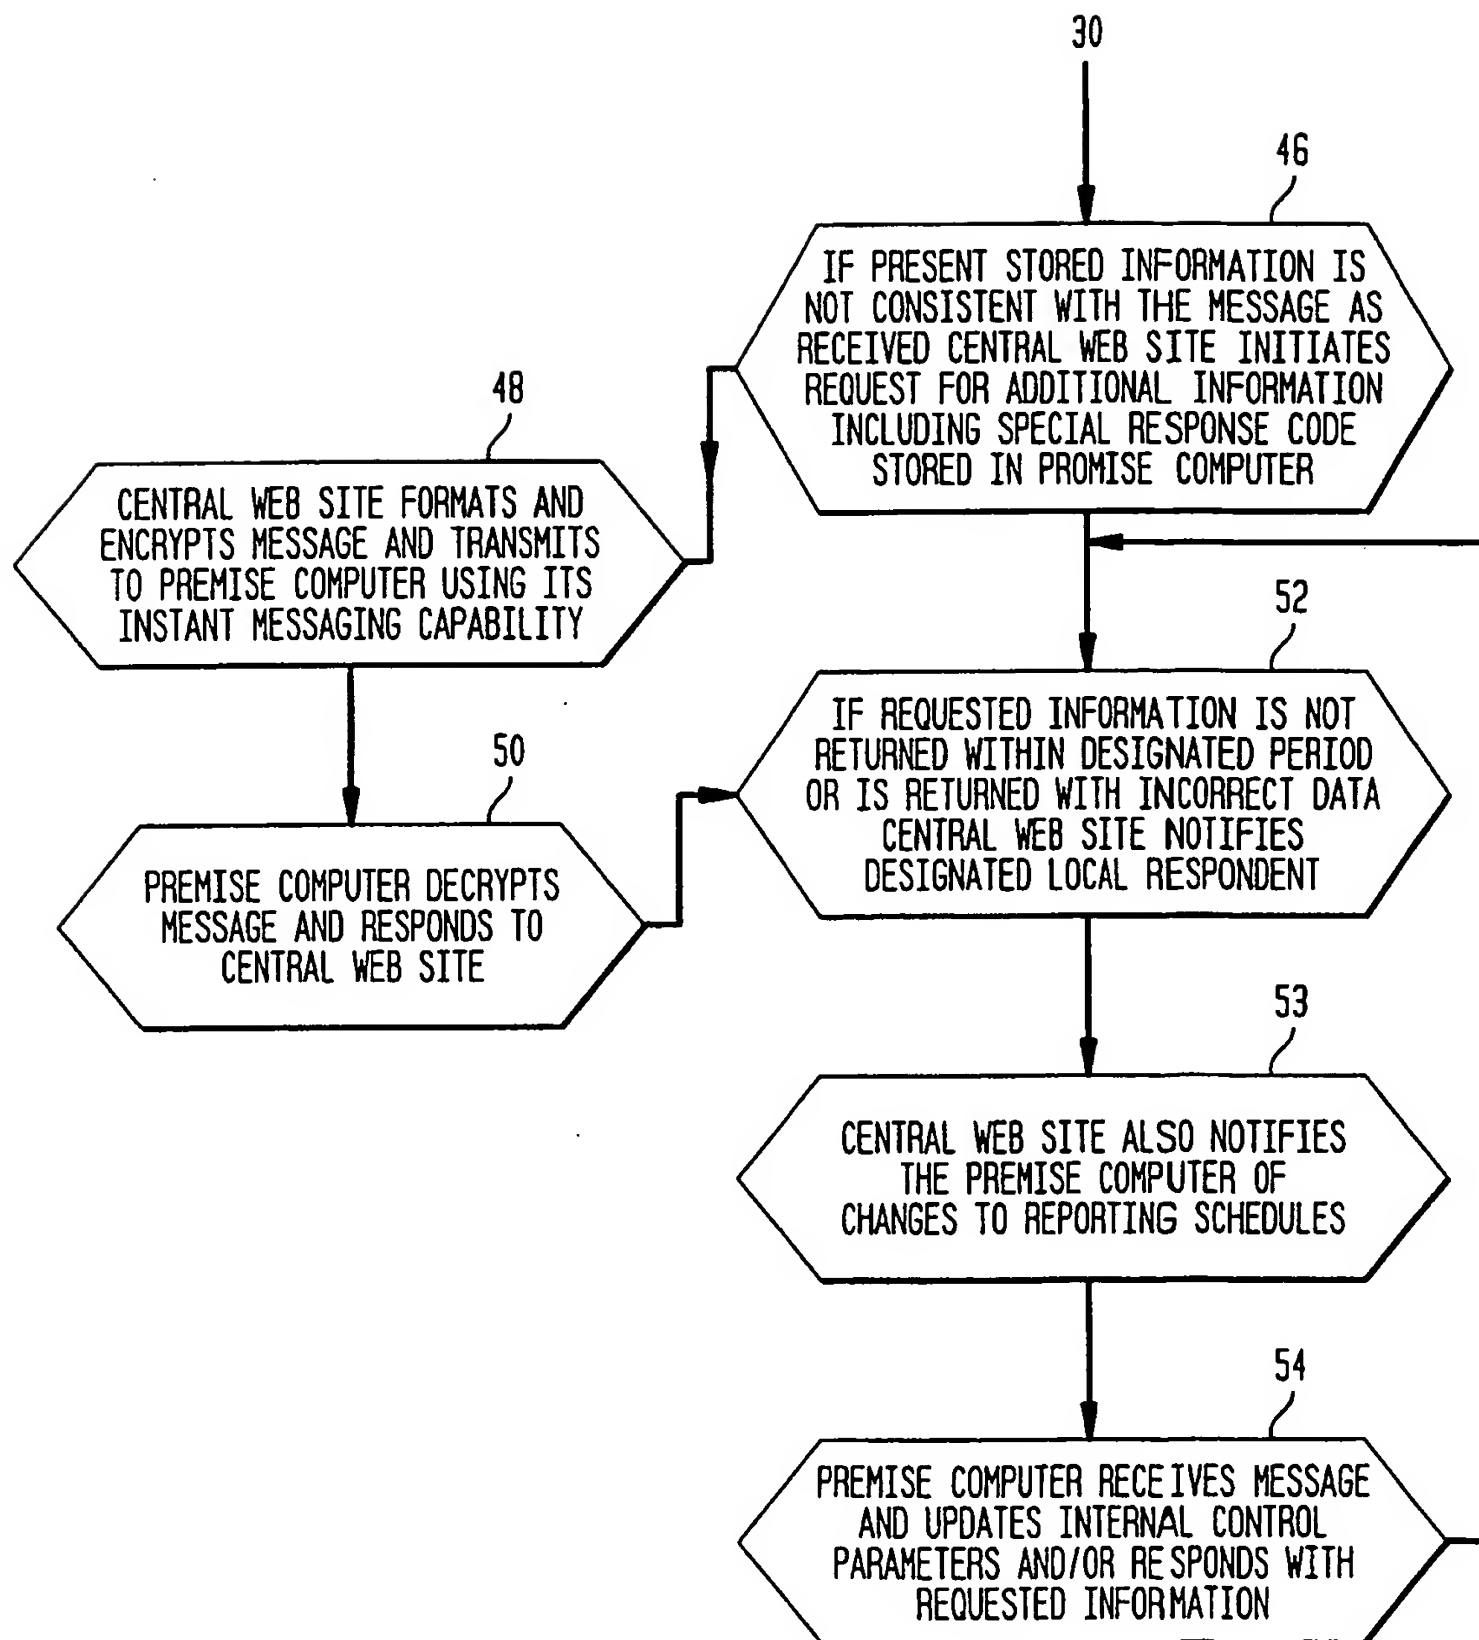 30
46
IF PRESENT STORED INFORMATION IS
NOT CONSISTENT WITH THE MESSAGE AS
RECEIVED CENTRAL WEB SITE INITIATES
REQUEST FOR ADDITIONAL INFORMATION
INCLUDING SPECIAL RESPONSE CODE
STORED IN PROMISE COMPUTER
48
CENTRAL WEB SITE FORMATS AND
ENCRYPTS MESSAGE AND TRANSMITS
TO PREMISE COMPUTER USING ITS
INSTANT MESSAGING CAPABILITY
50
PREMISE COMPUTER DECRYPTS
MESSAGE AND RESPONDS TO
CENTRAL WEB SITE
52
IF REQUESTED INFORMATION IS NOT
RETURNED WITHIN DESIGNATED PERIOD
OR IS RETURNED WITH INCORRECT DATA
CENTRAL WEB SITE NOTIFIES
DESIGNATED LOCAL RESPONDENT
53
CENTRAL WEB SITE ALSO NOTIFIES
THE PREMISE COMPUTER OF
CHANGES TO REPORTING SCHEDULES
54
PREMISE COMPUTER RECEIVES MESSAGE
AND UPDATES INTERNAL CONTROL
PARAMETERS AND/OR RESPONDS WITH
REQUESTED INFORMATION